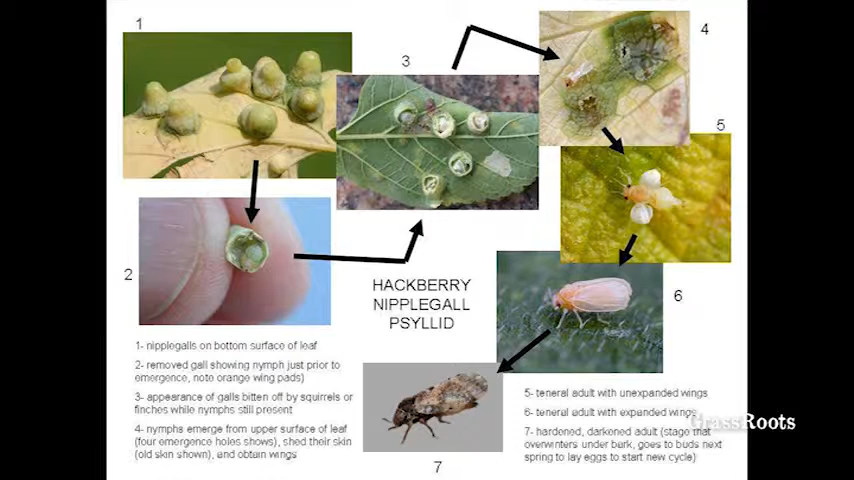 1
3
4
5
2
HACKBERRY
NIPPLEGALL
PSYLLID
6
1- nipplegalls on bottom surface of leaf
2- removed gall showing nymph just prior to
emergence, note orange wing pads)
3- appearance of galls bitten off by squirrels or
finches while nymphs still present
4- nymphs emerge from upper surface of leaf
(four emergence holes shows), shed their skin
(old skin shown), and obtain wings
5- teneral adult with unexpanded wings
6- teneral adult with expanded wings
7- hardened, darkened adult (stage that
overwinters under bark, goes to buds next
spring to lay eggs to start new cycle)
7
GrassRoots